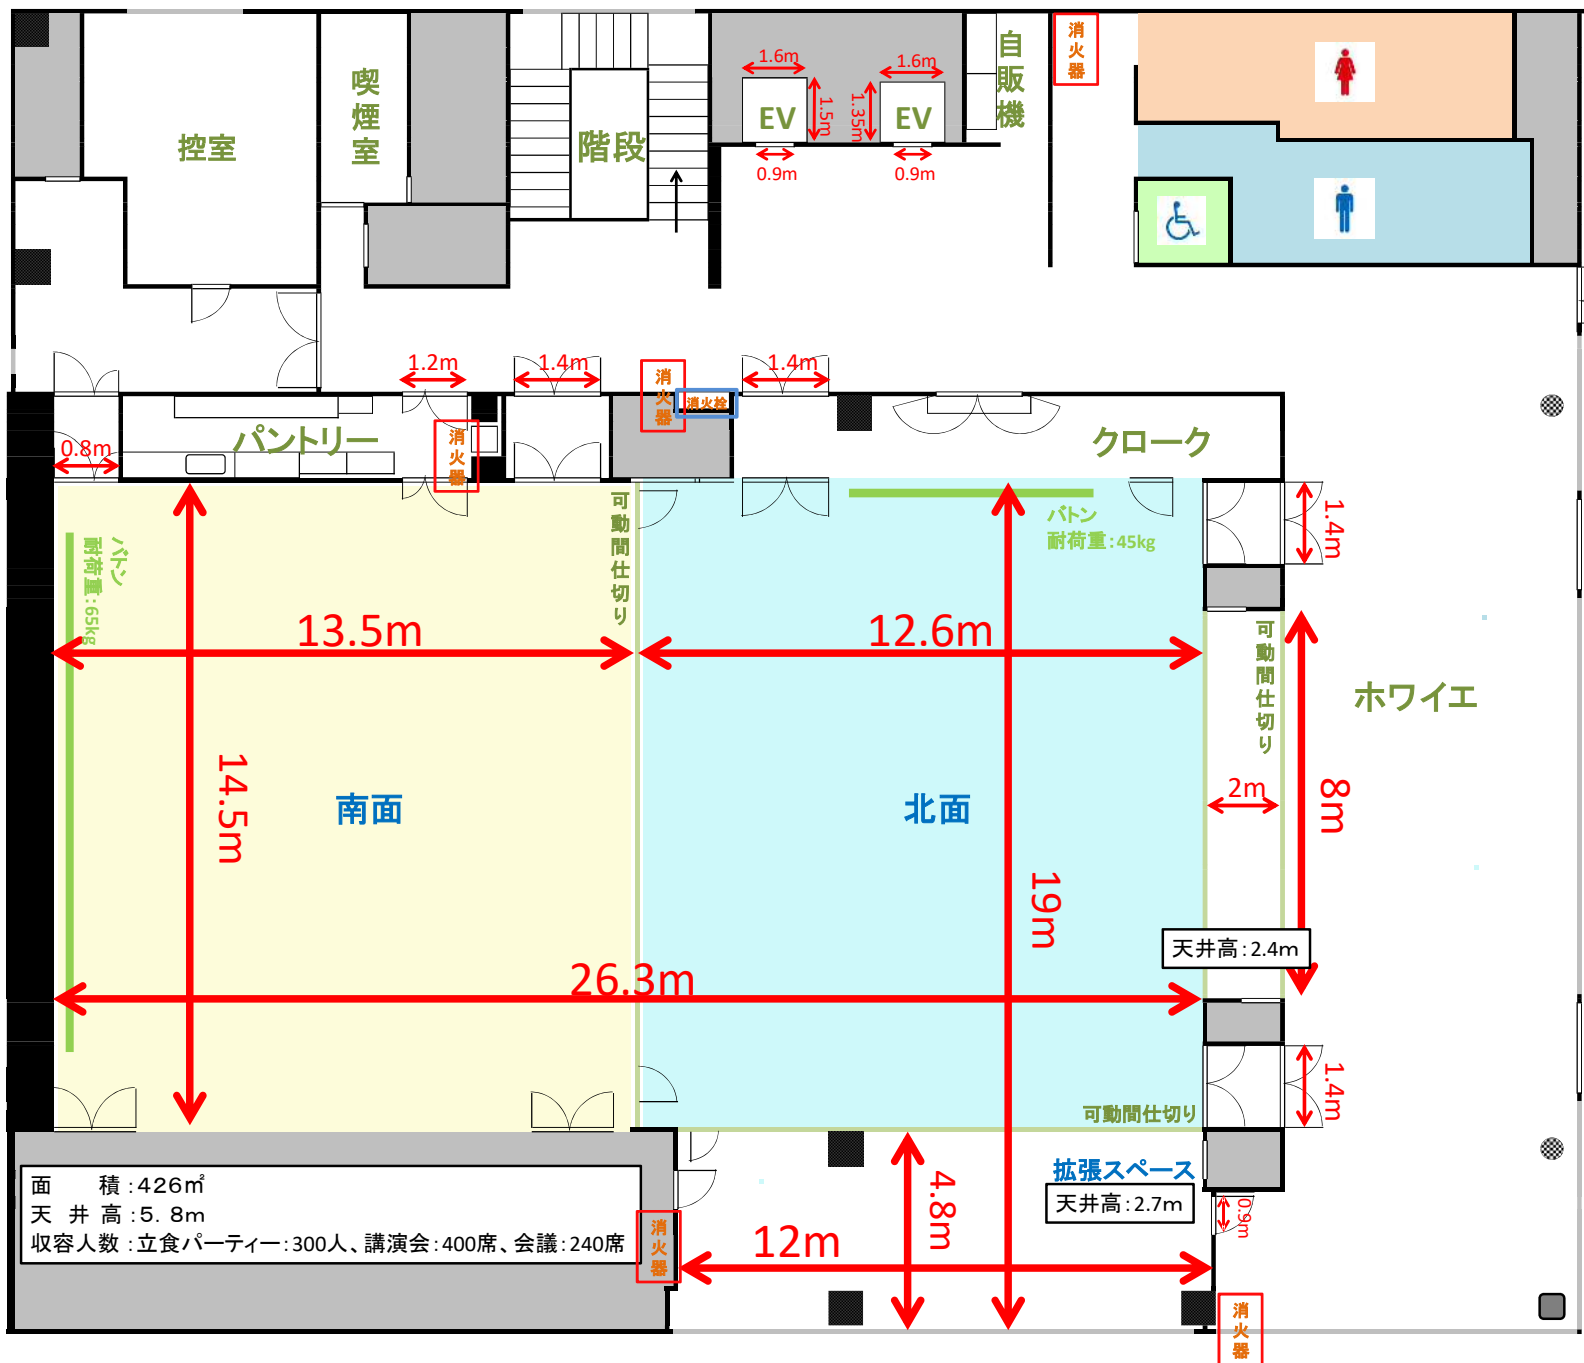 消火器
自販機
1.6m
1.6m
喫煙室
1.5m
1.35m
EV
EV
控室
階段
0.9m
0.9m
1.2m
1.4m
消火器
1.4m
消火栓
パントリー
消火器
クローク
0.8m
可動間仕切り
バトン
耐荷重:45kg
1.4m
バトン
耐荷重:65kg
13.5m
12.6m
可動間仕切り
ホワイエ
14.5m
南面
北面
2m
8m
19m
天井高:2.4m
26.3m
1.4m
可動間仕切り
拡張スペース
天井高:2.7m
4.8m
0.9m
面　積:426㎡
天井高:5.8m
収容人数:立食パーティー:300人、講演会:400席、会議:240席
消火器
12m
消火器